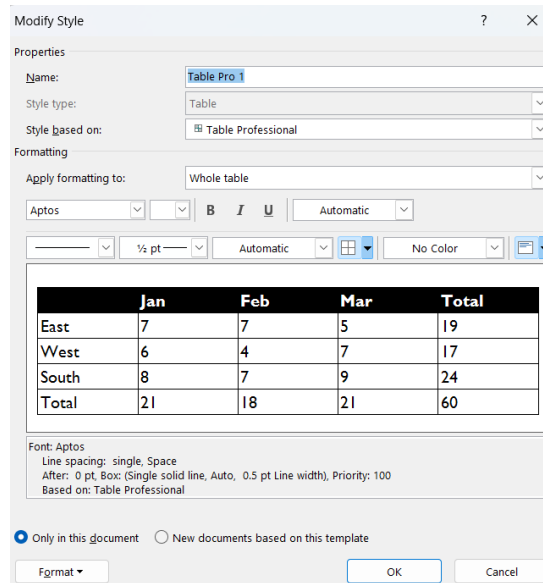 Modify Style ? ×
Properties
Name: Table Pro 1
Style type: Table
Style based on: Table Professional
Formatting
Apply formatting to: Whole table
Aptos B I U Automatic
½ pt Automatic No Color
Jan Feb Mar Total
East 7 7 5 19
West 6 4 7 17
South 8 7 9 24
Total 21 18 21 60
Font: Aptos
Line spacing: single, Space
After: 0 pt, Box: (Single solid line, Auto, 0.5 pt Line width), Priority: 100
Based on: Table Professional
Only in this document New documents based on this template
Format OK Cancel